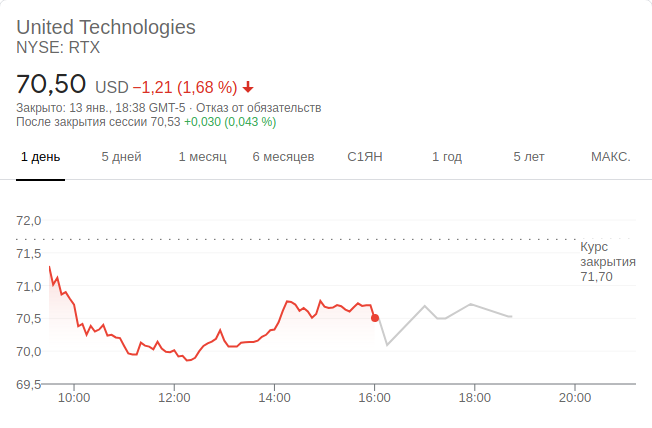 United Technologies
NYSE: RTX
70,50 USD −1,21 (1,68 %)
Закрыто: 13 янв., 18:38 GMT-5 · Отказ от обязательств
После закрытия сессии 70,53 +0,030 (0,043 %)
1 день 5 дней 1 месяц 6 месяцев С1ЯН 1 год 5 лет МАКС.
72,0
Курс
закрытия
71,70
71,5
71,0
70,5
70,0
69,5
10:00 12:00 14:00 16:00 18:00 20:00